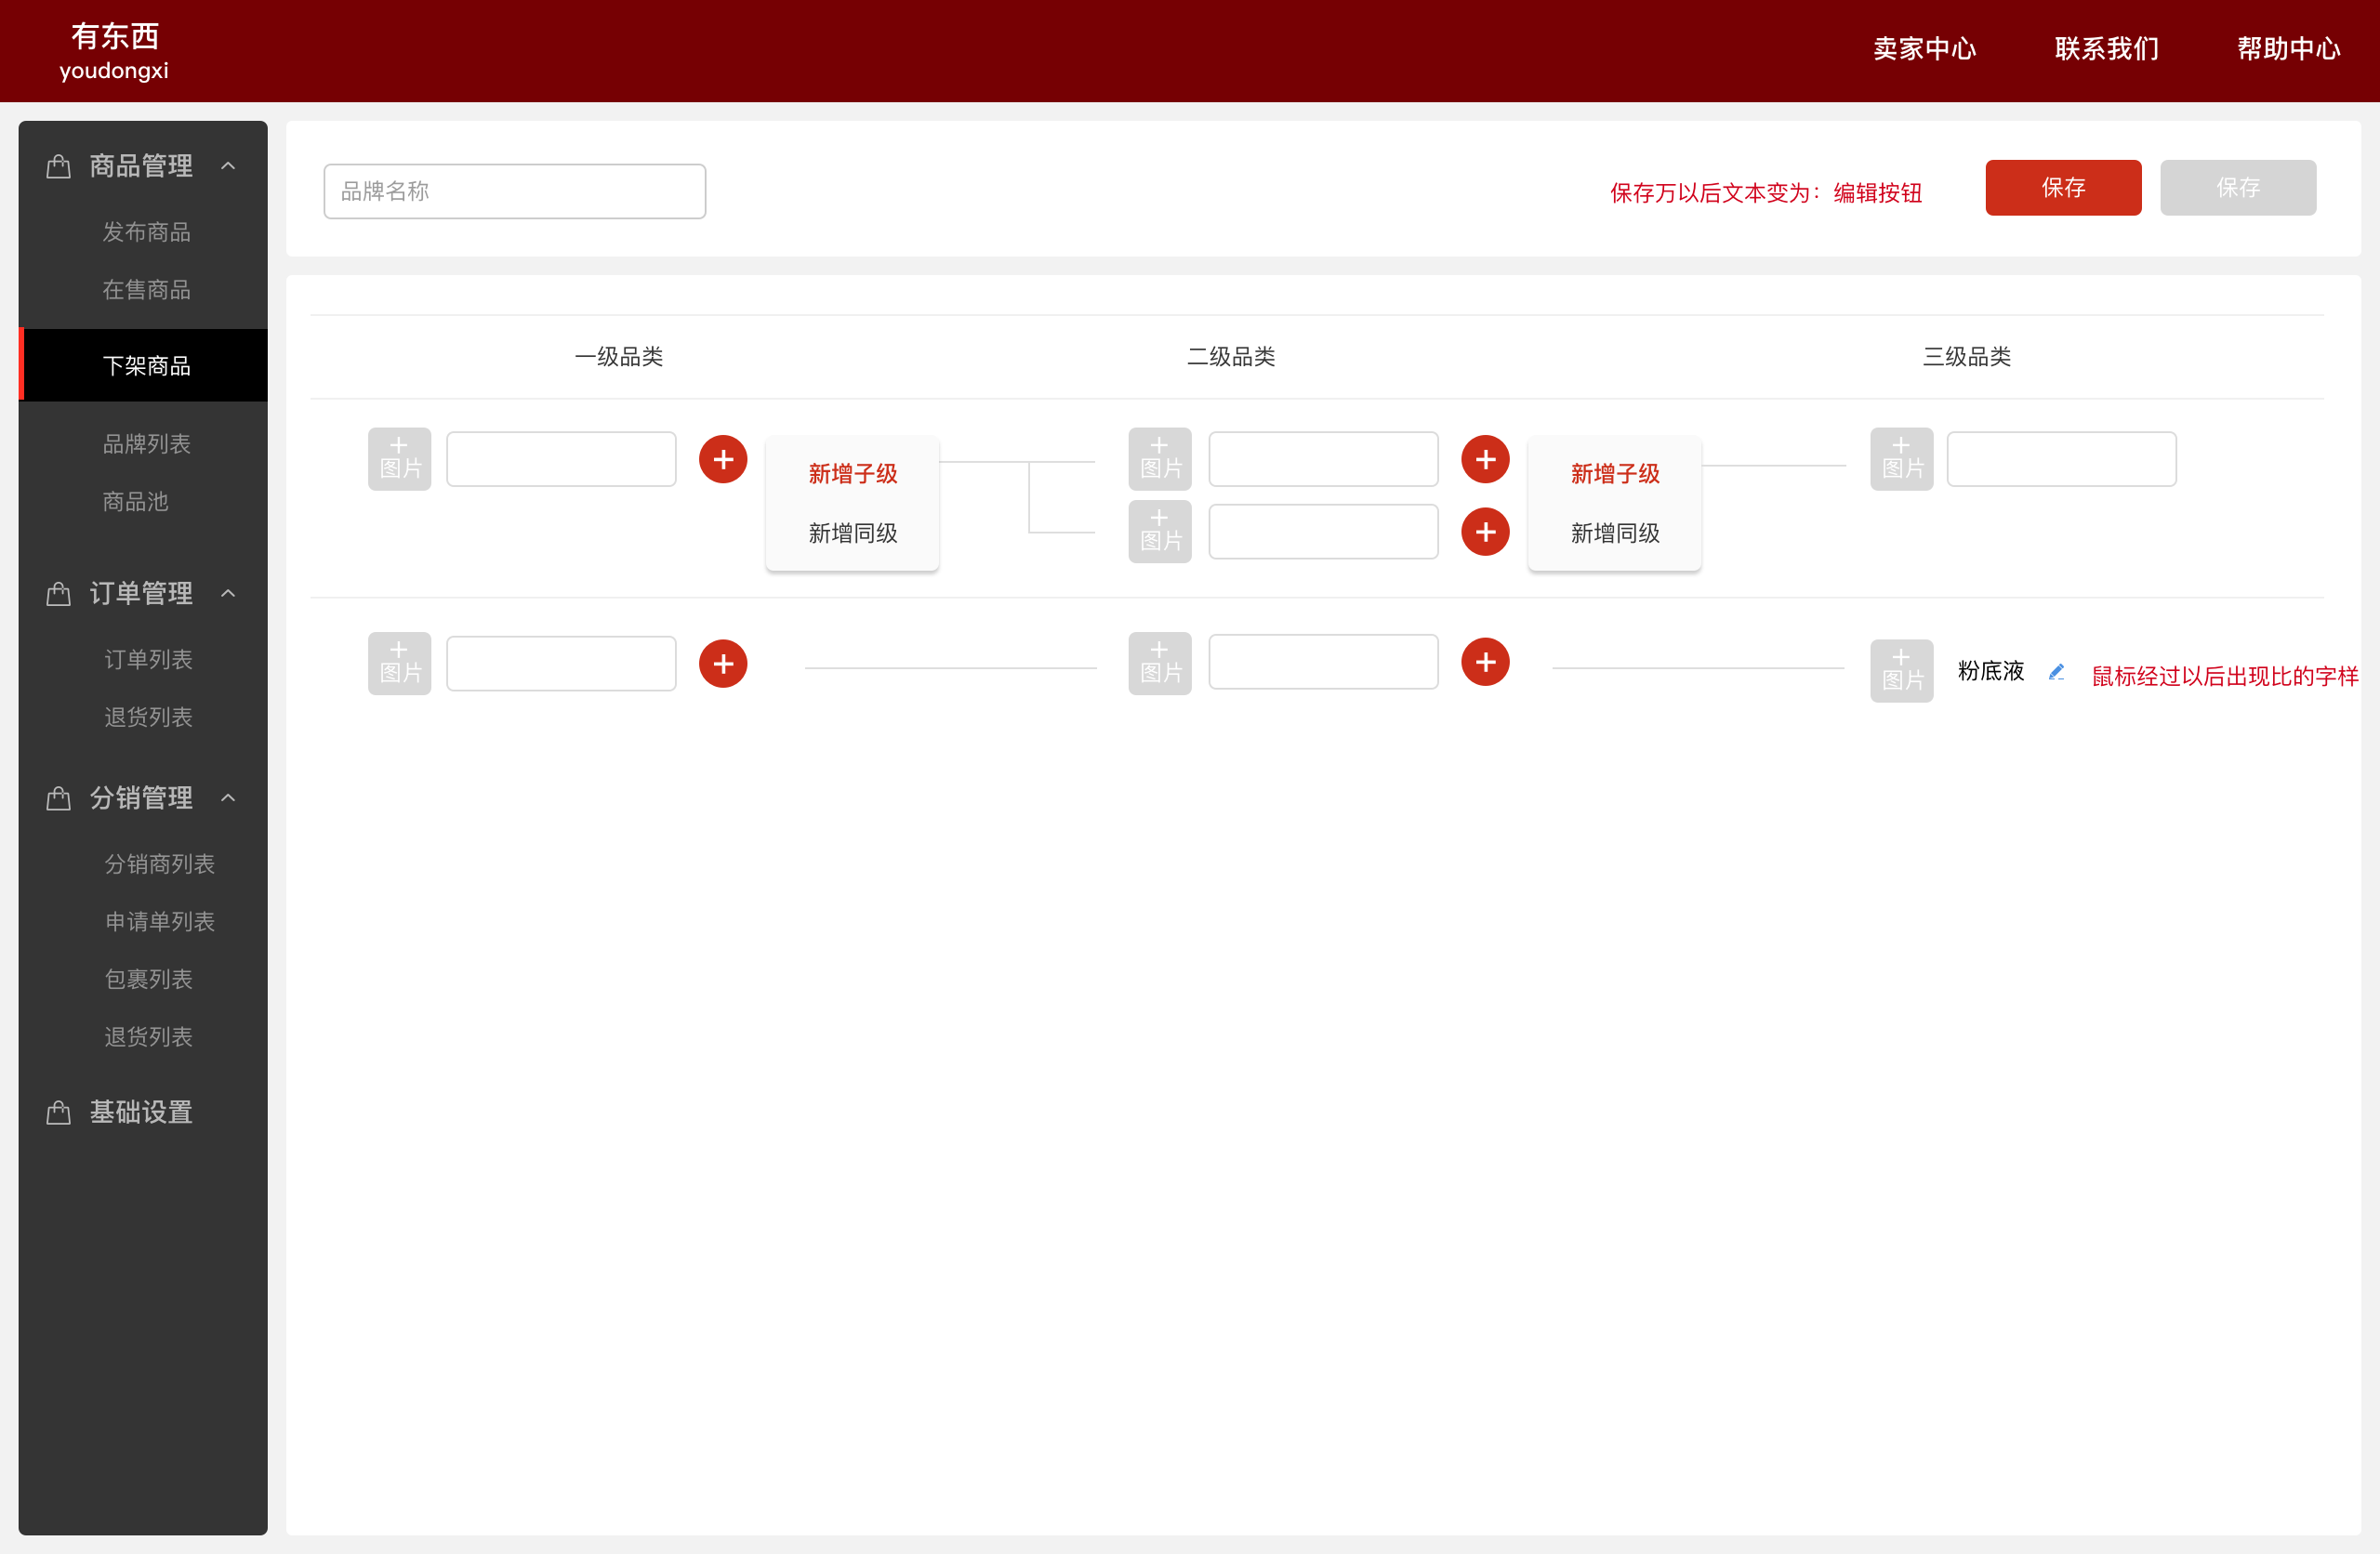 有东西
youdongxi
卖家中心 联系我们 帮助中心
商品管理
发布商品
在售商品
下架商品
品牌列表
商品池
订单管理
订单列表
退货列表
分销管理
分销商列表
申请单列表
包裹列表
退货列表
基础设置
品牌名称 保存万以后文本变为：编辑按钮 保存 保存
一级品类 二级品类 三级品类
图片 新增子级 图片 新增子级 图片
新增同级 图片 新增同级
图片 图片 图片 粉底液 鼠标经过以后出现比的字样